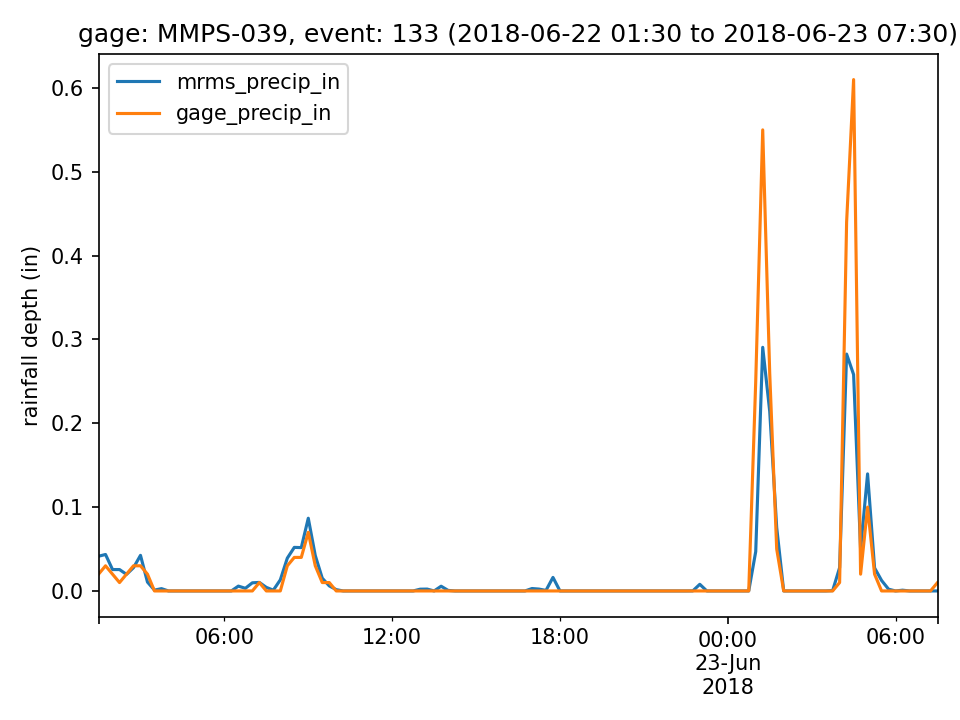 gage: MMPS-039, event: 133 (2018-06-22 01:30 to 2018-06-23 07:30)
mrms_precip_in
gage_precip_in
rainfall depth (in)
0.6
0.5
0.4
0.3
0.2
0.1
0.0
06:00
12:00
18:00
00:00
23-Jun
2018
06:00